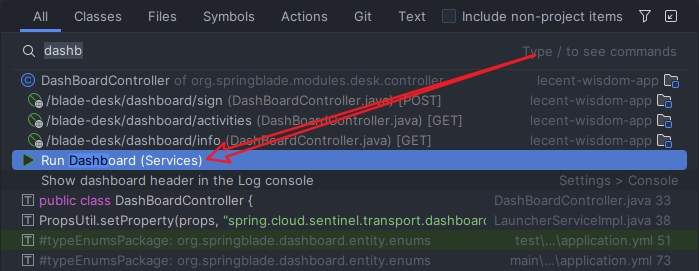 All Classes Files Symbols Actions Git Text Include non-project items
dashb Type / to see commands
DashBoardController of org.springblade.modules.desk.controller lecent-wisdom-app
/blade-desk/dashboard/sign (DashBoardController.java) [POST] lecent-wisdom-app
/blade-desk/dashboard/activities (DashBoardController.java) [GET] lecent-wisdom-app
/blade-desk/dashboard/info (DashBoardController.java) [GET] lecent-wisdom-app
Run Dashboard (Services)
Show dashboard header in the Log console Settings > Console
public class DashBoardController { DashBoardController.java 33
PropsUtil.setProperty(props, "spring.cloud.sentinel.transport.dashboard LauncherServiceImpl.java 38
#typeEnumsPackage: org.springblade.dashboard.entity.enums test\...\application.yml 51
#typeEnumsPackage: org.springblade.dashboard.entity.enums main\...\application.yml 73